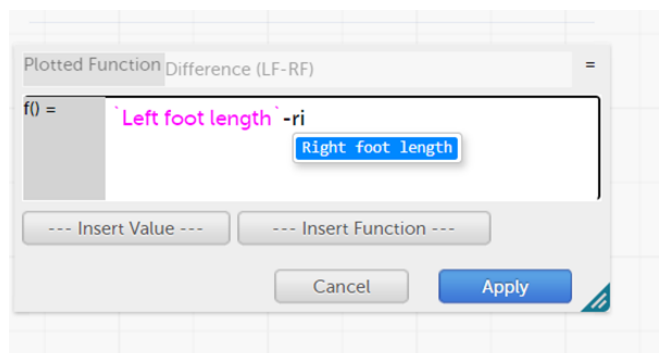 Plotted Function Difference (LF-RF) =
f() = `Left foot length`-ri
Right foot length
--- Insert Value --- --- Insert Function ---
Cancel Apply